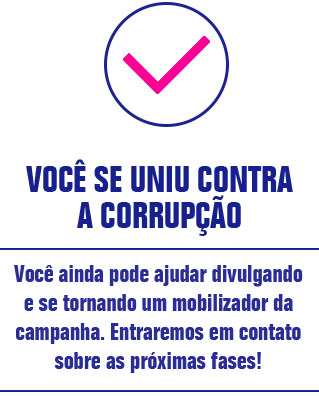 VOCÊ SE UNIU CONTRA
A CORRUPÇÃO
Você ainda pode ajudar divulgando
e se tornando um mobilizador da
campanha. Entraremos em contato
sobre as próximas fases!